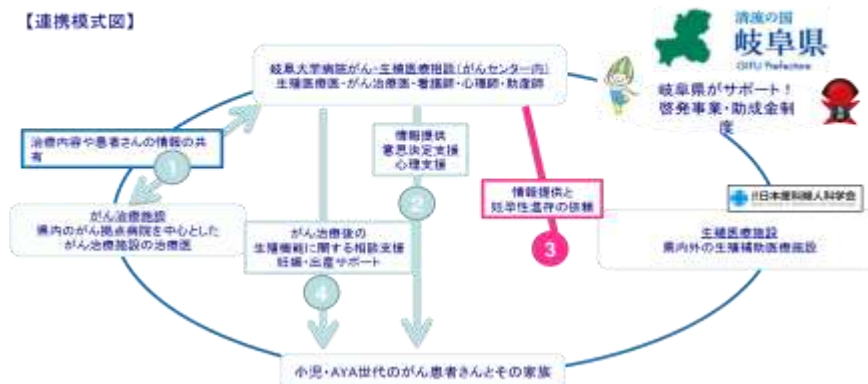 【連携模式図】
清流の国
岐阜県
GIFU Prefecture
岐阜県がサポート！
啓発事業・助成金制
度
岐阜大学病院がん・生殖医療相談(がんセンター内)
生殖医療医・がん治療医・看護師・心理師・助産師
治療内容や患者さんの情報の共
有
1
情報提供
意思決定支援
心理支援
2
情報提供と
妊孕性温存の依頼
3
がん治療施設
県内のがん拠点病院を中心とした
がん治療施設の治療医
がん治療後の
生殖機能に関する相談支援
妊娠・出産サポート
4
日本産科婦人科学会
生殖医療施設
県内外の生殖補助医療施設
小児・AYA世代のがん患者さんとその家族